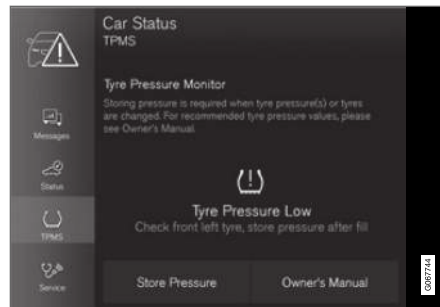 Car Status
TPMS
Tyre Pressure Monitor
Storing pressure is required when tyre pressure(s) or tyres
are changed. For recommended tyre pressure values, please
see Owner's Manual.
Messages
Status
TPMS
Service
Tyre Pressure Low
Check front left tyre, store pressure after fill
Store Pressure
Owner's Manual
G067744